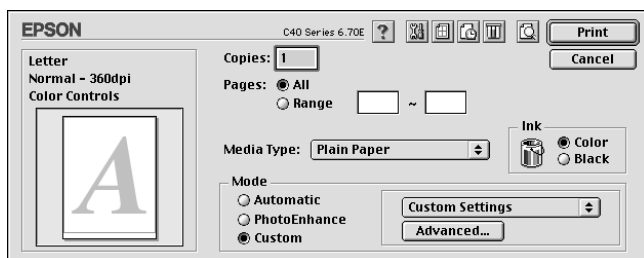 EPSON
C40 Series 6.70E
?
Print
Cancel
Letter
Normal - 360dpi
Color Controls
A
Copies: 1
Pages: All
Range ~
Media Type: Plain Paper
Ink
Color
Black
Mode
Automatic
PhotoEnhance
Custom
Custom Settings
Advanced...